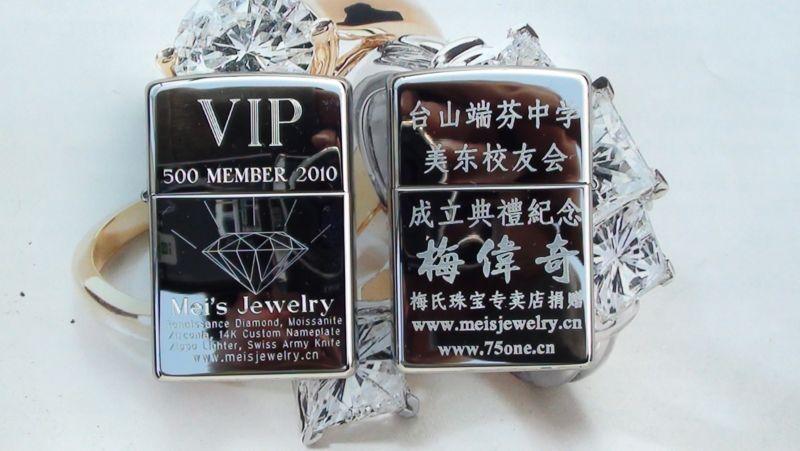 VIP
500 MEMBER 2010
Mei's Jewelry
Renaissance Diamond, Moissanite
Zirconia, 14K Custom Nameplate
Zippo Lighter, Swiss Army Knife
www.meisjewelry.cn
台山端芬中学
美东校友会
成立典禮紀念
梅偉奇
梅氏珠宝专卖店捐赠
www.meisjewelry.cn
www.75one.cn